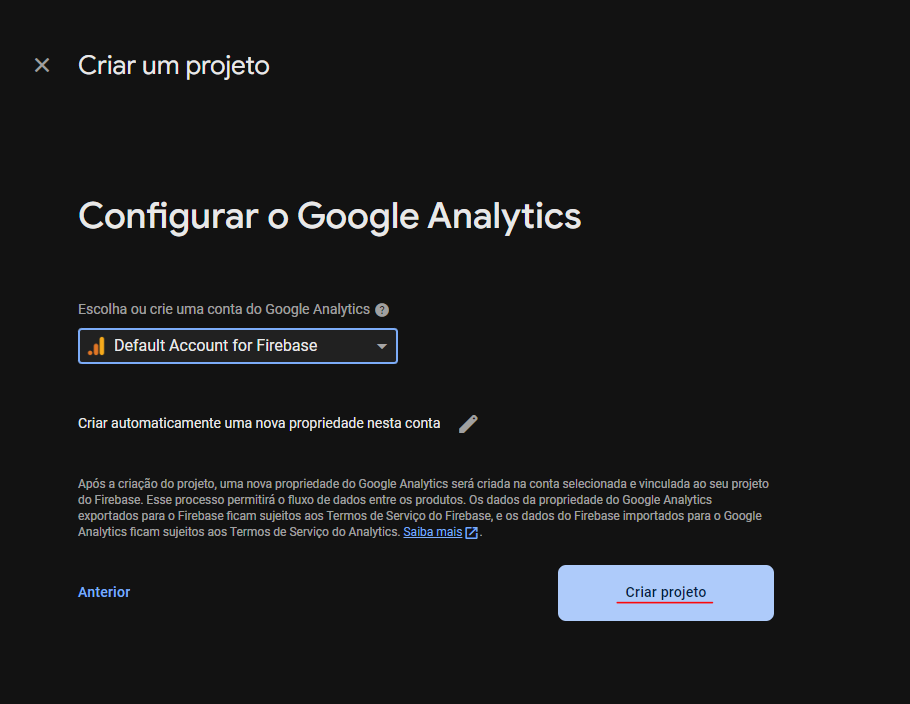 Criar um projeto
Configurar o Google Analytics
Escolha ou crie uma conta do Google Analytics ?
Default Account for Firebase
Criar automaticamente uma nova propriedade nesta conta
Após a criação do projeto, uma nova propriedade do Google Analytics será criada na conta selecionada e vinculada ao seu projeto
do Firebase. Esse processo permitirá o fluxo de dados entre os produtos. Os dados da propriedade do Google Analytics
exportados para o Firebase ficam sujeitos aos Termos de Serviço do Firebase, e os dados do Firebase importados para o Google
Analytics ficam sujeitos aos Termos de Serviço do Analytics. Saiba mais.
Anterior
Criar projeto